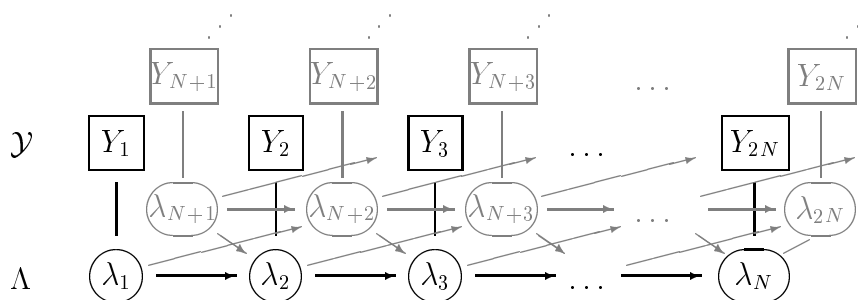 Y_{N+1} Y_{N+2} Y_{N+3} ... Y_{2N}
𝒴 Y_1 Y_2 Y_3 ... Y_{2N}
λ_{N+1} λ_{N+2} λ_{N+3} ... λ_{2N}
Λ λ_1 λ_2 λ_3 ... λ_N